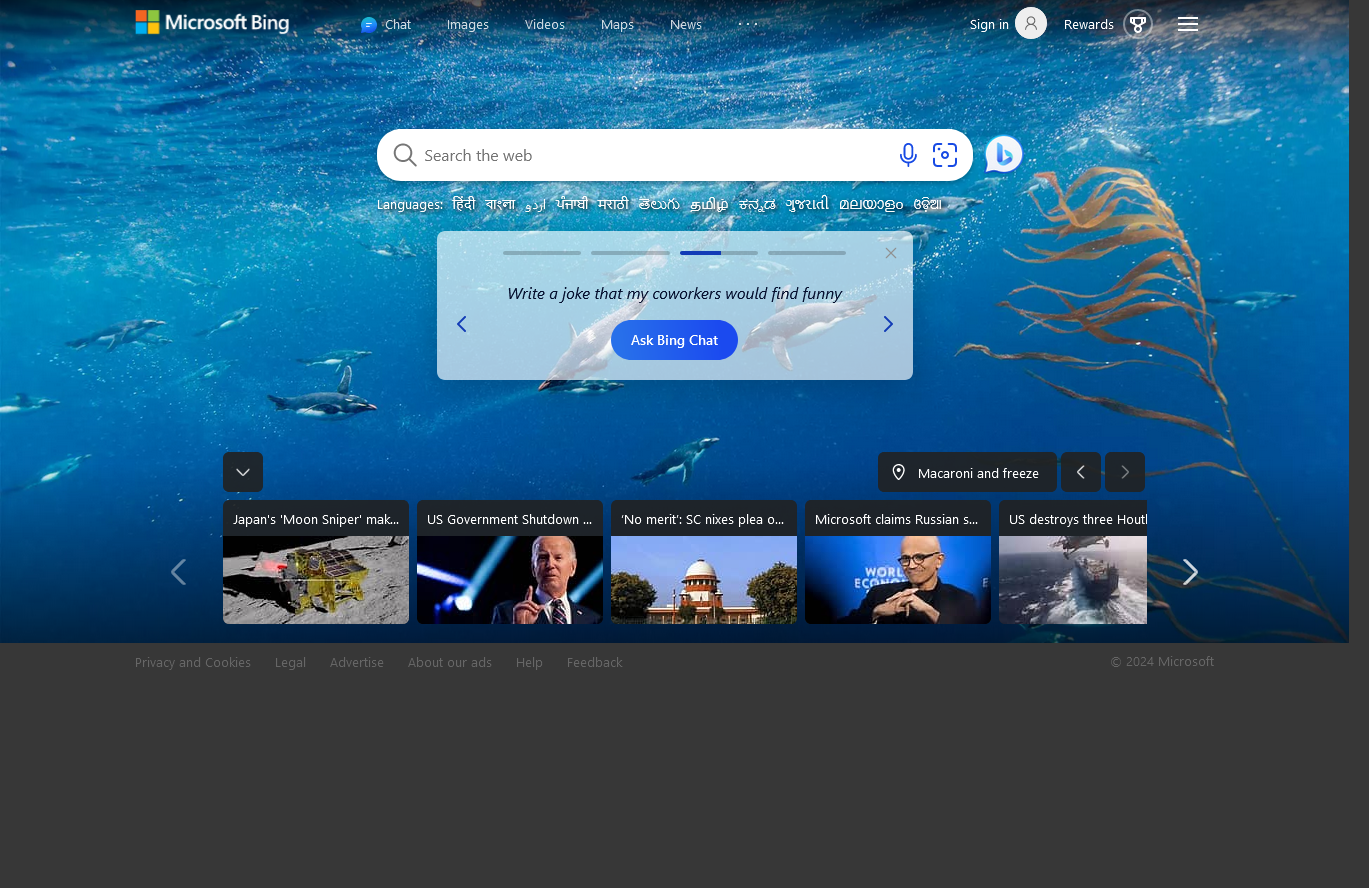 Microsoft Bing
Chat Images Videos Maps News ...
Sign in Rewards
Search the web
Languages: हिंदी বাংলা اردو ਪੰਜਾਬੀ मराठी తెలుగు தமிழ் ಕನ್ನಡ ગુજરાતી മലയാളം ଓଡ଼ିଆ
Write a joke that my coworkers would find funny
Ask Bing Chat
Macaroni and freeze
Japan's 'Moon Sniper' mak...
US Government Shutdown ...
'No merit': SC nixes plea o...
Microsoft claims Russian s...
US destroys three Houth
WORLD
ECONOM
Privacy and Cookies Legal Advertise About our ads Help Feedback
© 2024 Microsoft